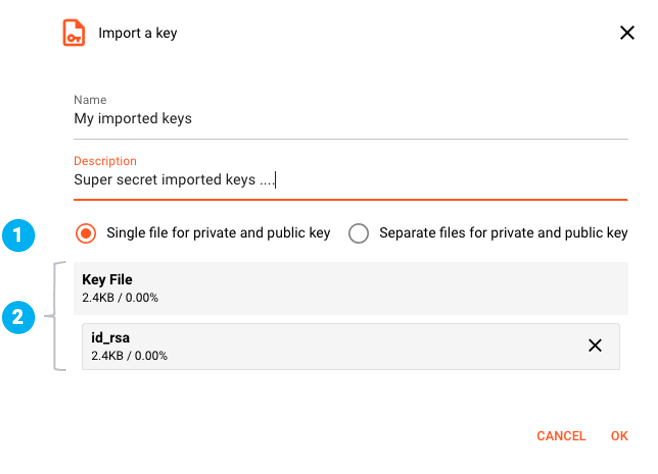 Import a key
Name
My imported keys
Description
Super secret imported keys ....
1
Single file for private and public key Separate files for private and public key
Key File
2.4KB / 0.00%
2
id_rsa
2.4KB / 0.00%
CANCEL OK